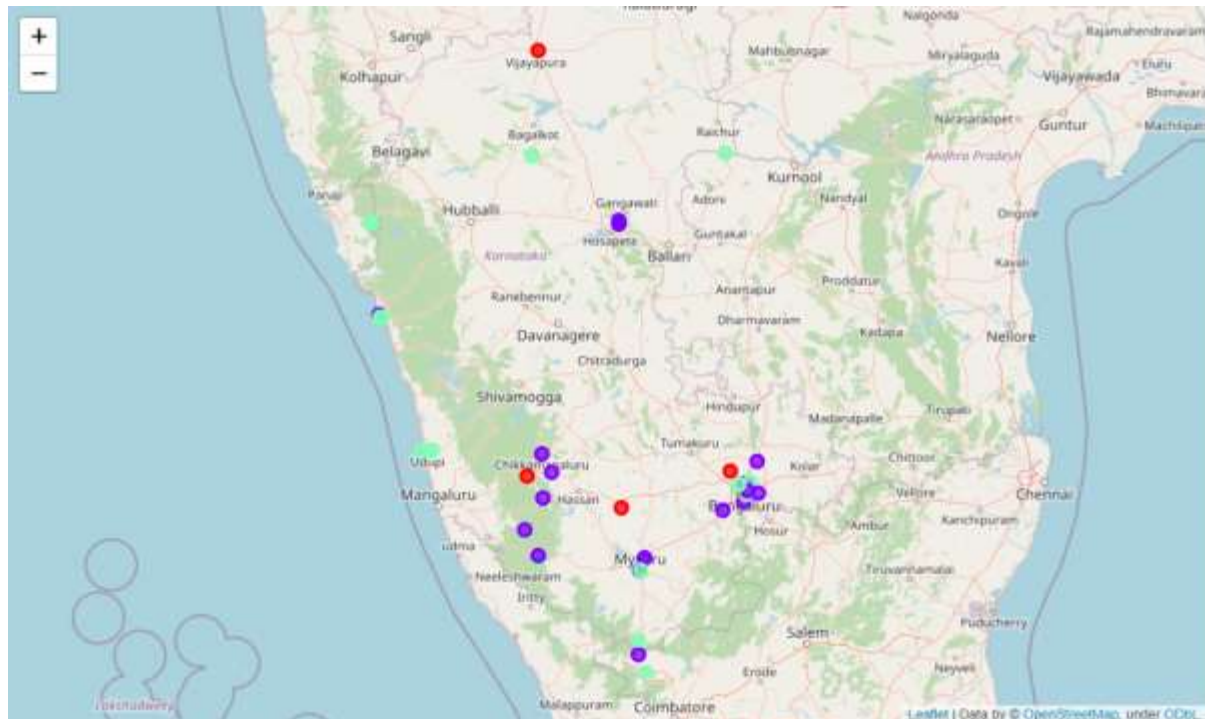 +
−
Sangli
Kolhapur
Vijayapura
Mahbubnagar
Nalgonda
Miryalaguda
Rajamahendravaram
Eluru
Vijayawada
Bhimavara
Guntur
Narasaraopet
Machilipat
Bagalkot
Raichur
Belagavi
Kurnool
Andhra Pradesh
Panaji
Hubballi
Gangawati
Adoni
Nandyal
Ongole
Hosapete
Guntakal
Karnataka
Ballari
Kavali
Ranebennur
Anantapur
Proddatur
Davanagere
Dharmavaram
Kadapa
Nellore
Chitradurga
Shivamogga
Hindupur
Madanapalle
Tirupati
Tumakuru
Udupi
Chikkamagaluru
Kolar
Chittoor
Mangaluru
Hassan
Bengaluru
Vellore
Chennai
Hosur
Ambur
Kanchipuram
Mysuru
Tiruvannamalai
Neeleshwaram
Iritty
Puducherry
Salem
Erode
Neyveli
Lakshadweep
Malappuram
Coimbatore
Leaflet | Data by © OpenStreetMap, under ODbL.